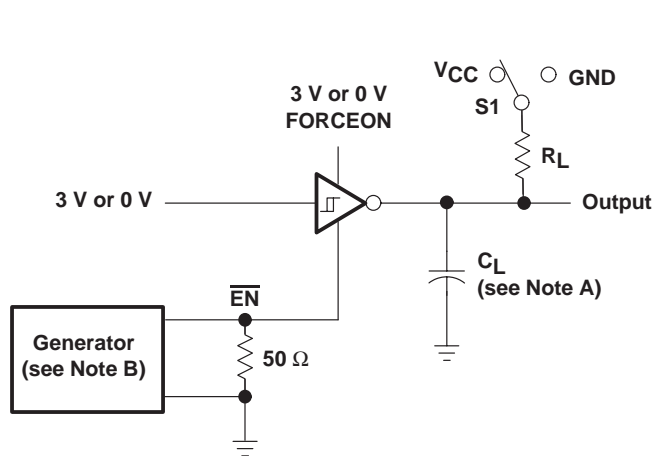 VCC
GND
S1
3 V or 0 V
FORCEON
RL
3 V or 0 V
Output
CL
(see Note A)
EN
Generator
(see Note B)
50 Ω